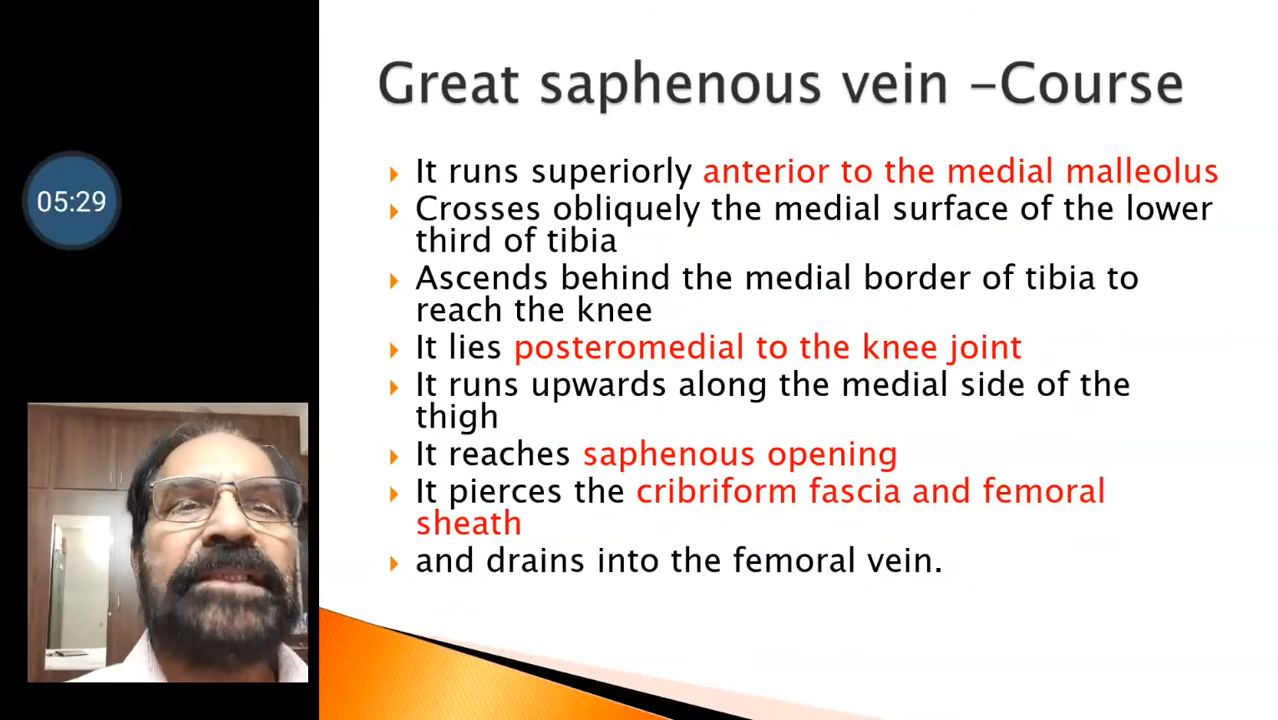 Great saphenous vein -Course
05:29
It runs superiorly anterior to the medial malleolus
Crosses obliquely the medial surface of the lower
third of tibia
Ascends behind the medial border of tibia to
reach the knee
It lies posteromedial to the knee joint
It runs upwards along the medial side of the
thigh
It reaches saphenous opening
It pierces the cribriform fascia and femoral
sheath
and drains into the femoral vein.